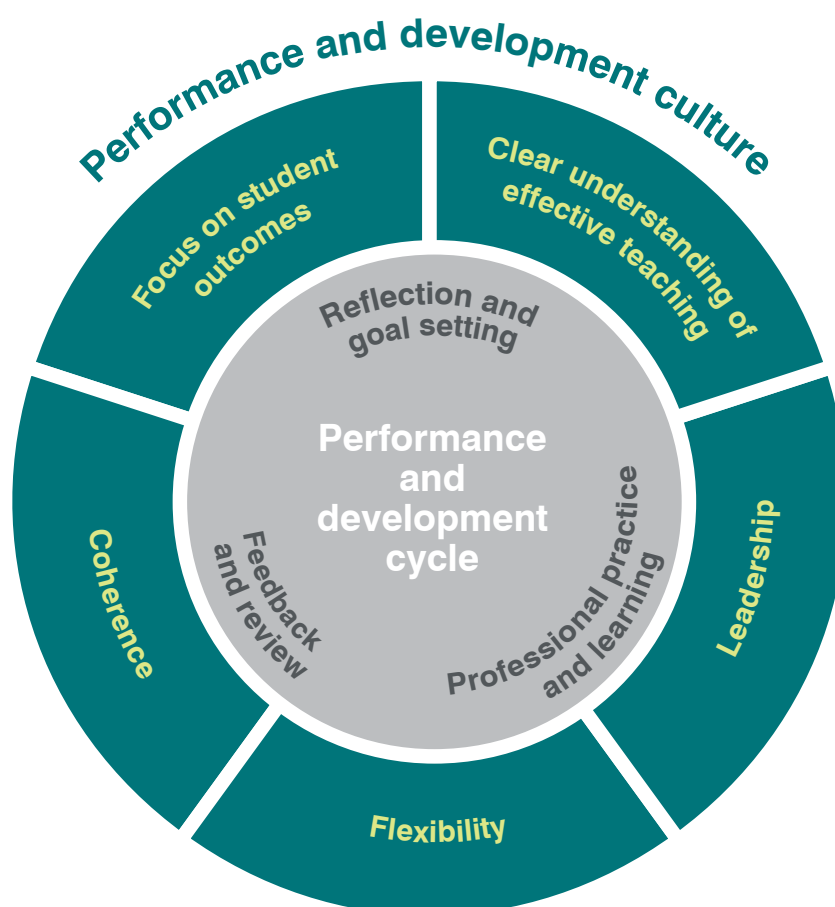 Performance and development culture
Focus on student
outcomes
Clear understanding of
effective teaching
Reflection and
goal setting
Performance
and
development
cycle
Professional practice
and learning
Feedback
and review
Coherence
Leadership
Flexibility